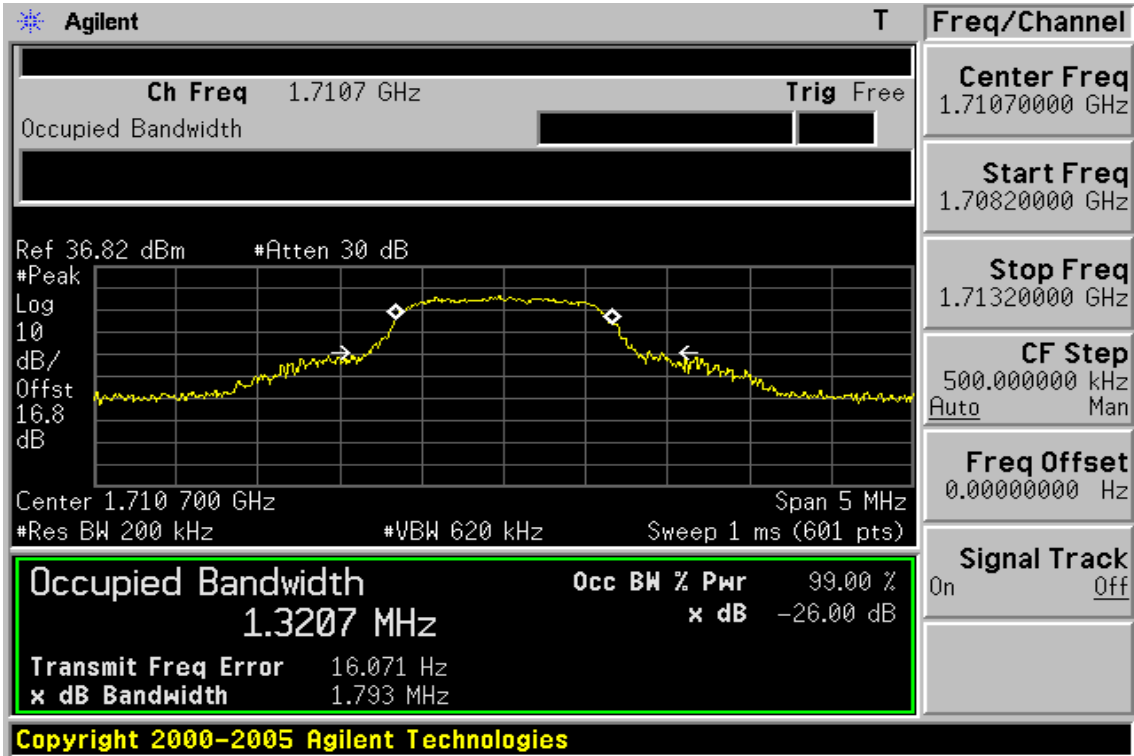 Agilent T
Freq/Channel
Ch Freq 1.7107 GHz Trig Free
Occupied Bandwidth
Center Freq
1.71070000 GHz
Start Freq
1.70820000 GHz
Stop Freq
1.71320000 GHz
CF Step
500.000000 kHz
Auto Man
Freq Offset
0.00000000 Hz
Signal Track
On Off
Ref 36.82 dBm #Atten 30 dB
#Peak
Log
10
dB/
Offst
16.8
dB
Center 1.710 700 GHz Span 5 MHz
#Res BW 200 kHz #VBW 620 kHz Sweep 1 ms (601 pts)
Occupied Bandwidth Occ BW % Pwr 99.00 %
1.3207 MHz x dB -26.00 dB
Transmit Freq Error 16.071 Hz
x dB Bandwidth 1.793 MHz
Copyright 2000-2005 Agilent Technologies